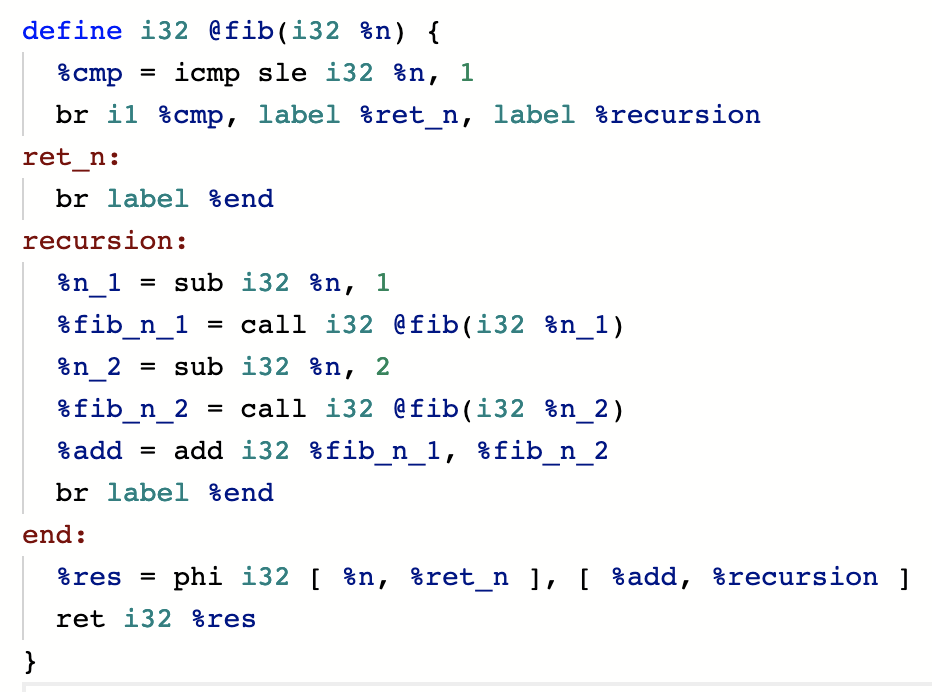 define i32 @fib(i32 %n) {
  %cmp = icmp sle i32 %n, 1
  br i1 %cmp, label %ret_n, label %recursion
ret_n:
  br label %end
recursion:
  %n_1 = sub i32 %n, 1
  %fib_n_1 = call i32 @fib(i32 %n_1)
  %n_2 = sub i32 %n, 2
  %fib_n_2 = call i32 @fib(i32 %n_2)
  %add = add i32 %fib_n_1, %fib_n_2
  br label %end
end:
  %res = phi i32 [ %n, %ret_n ], [ %add, %recursion ]
  ret i32 %res
}